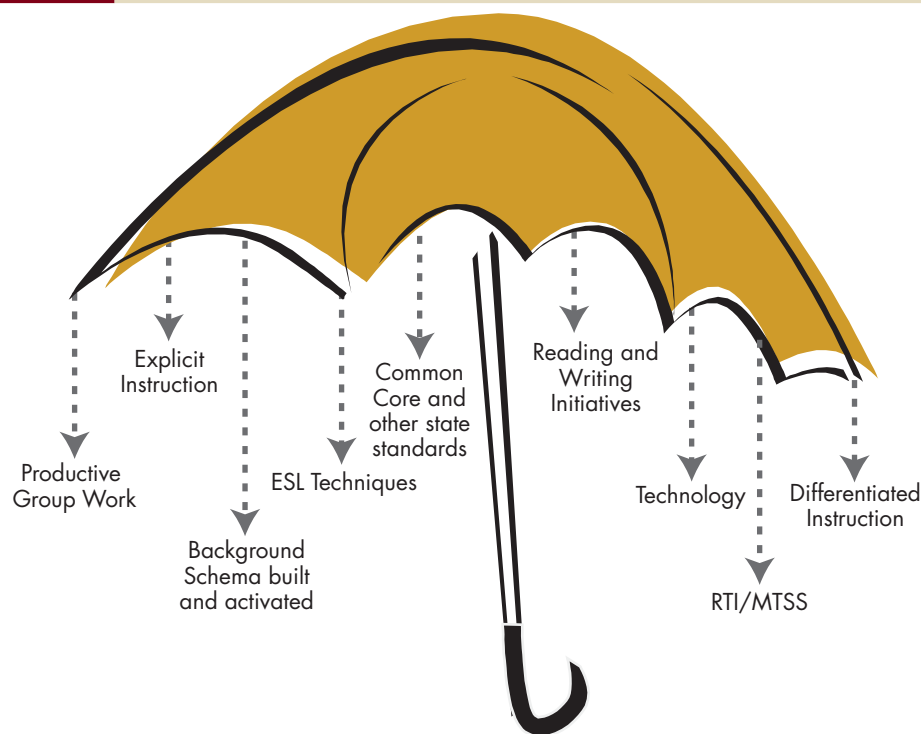 Productive
Group Work
Explicit
Instruction
Background
Schema built
and activated
ESL Techniques
Common
Core and
other state
standards
Reading and
Writing
Initiatives
Technology
RTI/MTSS
Differentiated
Instruction